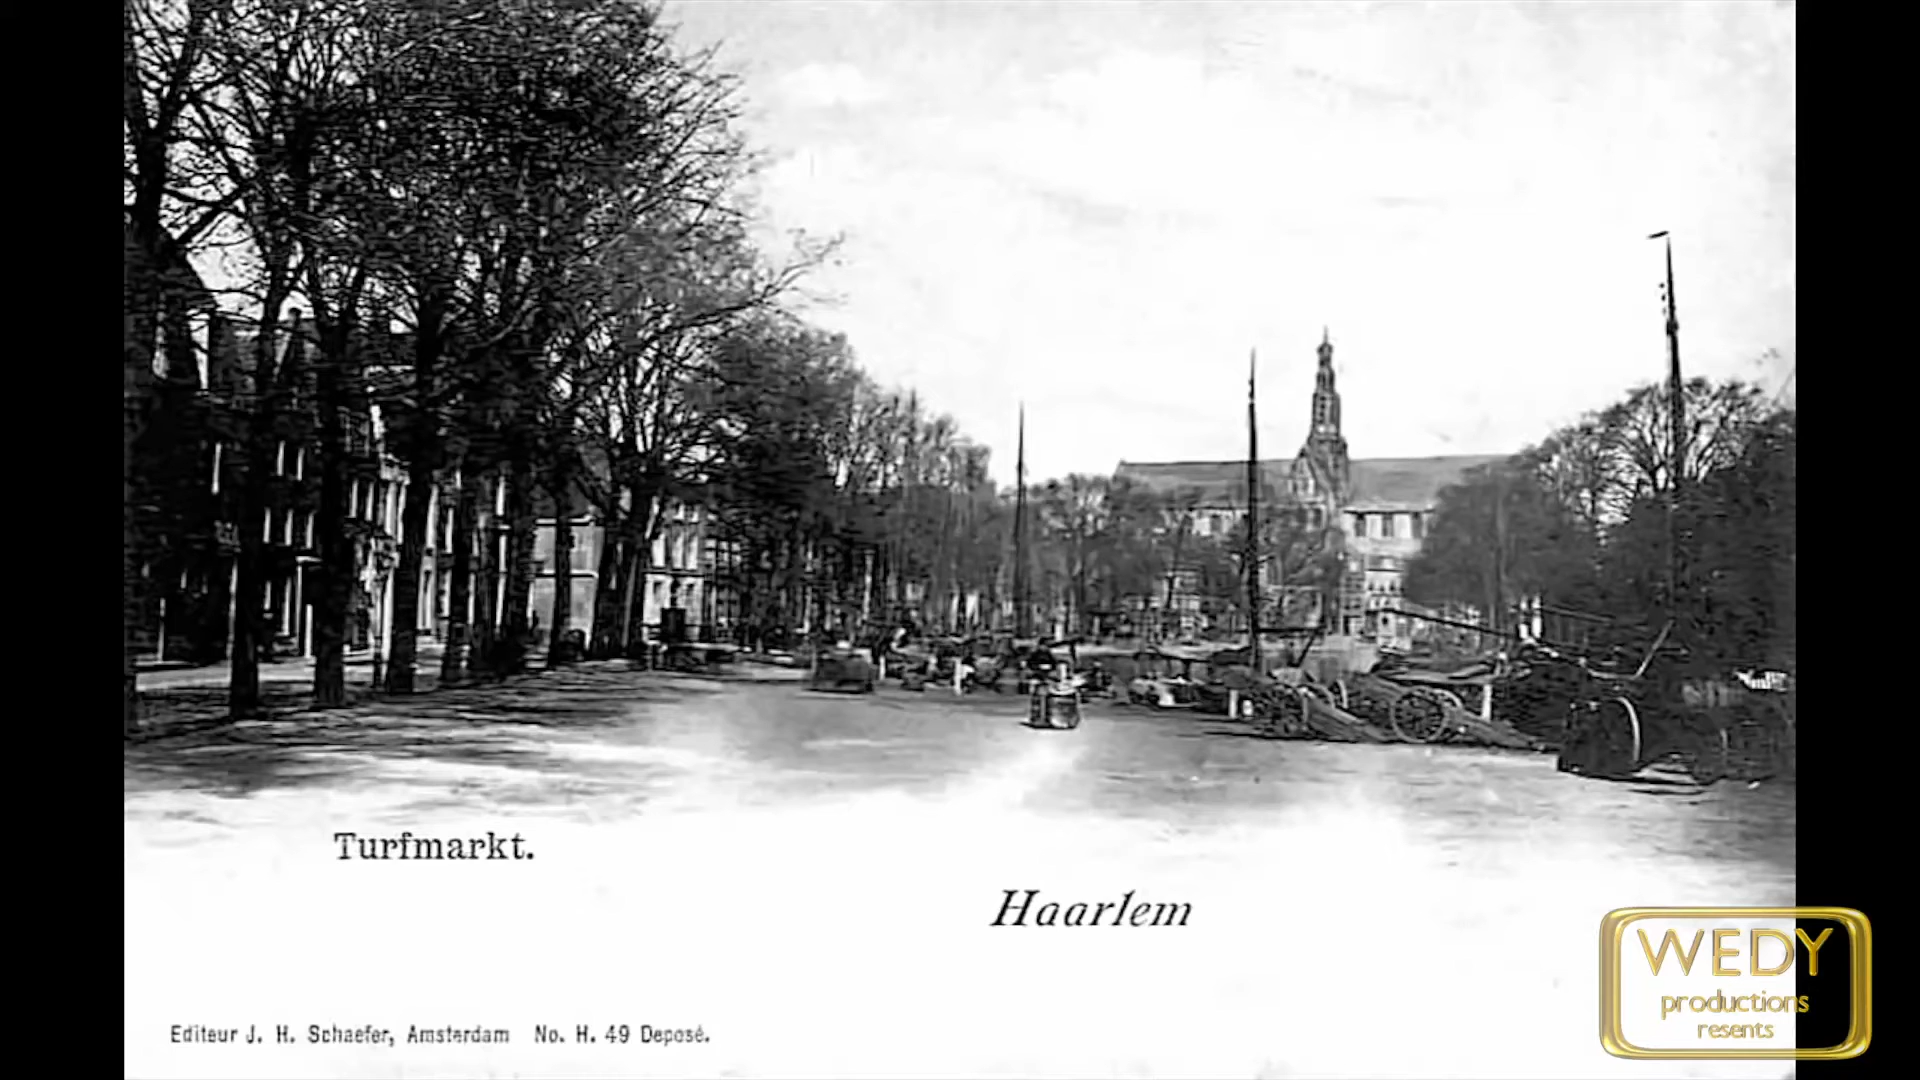 Turfmarkt.
Haarlem
Editeur J. H. Schaefer, Amsterdam No. H. 49 Deposé.
WEDY
productions
resents